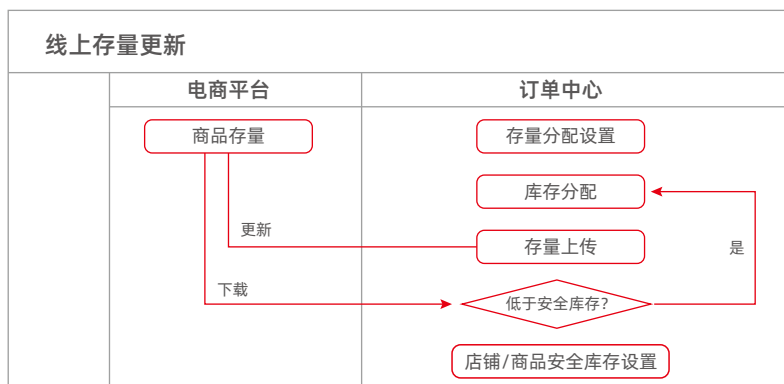 线上存量更新
电商平台
订单中心
商品存量
存量分配设置
库存分配
更新
存量上传
是
下载
低于安全库存?
店铺/商品安全库存设置